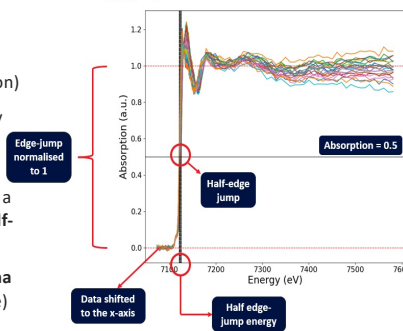 on)
Edge-jump
normalised
to 1
a
lf-
na
e)
Absorption (a.u.)
1.2
1.0
0.8
0.6
0.4
0.2
0.0
Absorption = 0.5
Half-edge
jump
7100
7200
7300
7400
7500
Energy (eV)
Data shifted
to the x-axis
Half edge-
jump energy